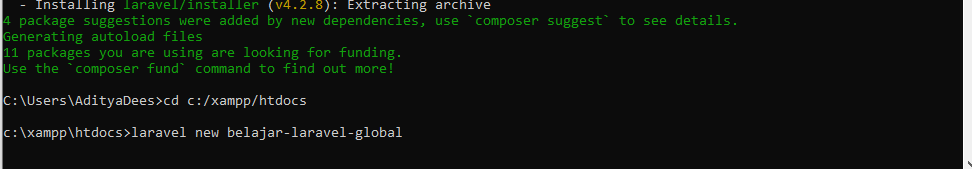 - Installing laravel/installer (v4.2.8): Extracting archive
4 package suggestions were added by new dependencies, use `composer suggest` to see details.
Generating autoload files
11 packages you are using are looking for funding.
Use the `composer fund` command to find out more!
C:\Users\AdityaDees>cd c:/xampp/htdocs
c:\xampp\htdocs>laravel new belajar-laravel-global